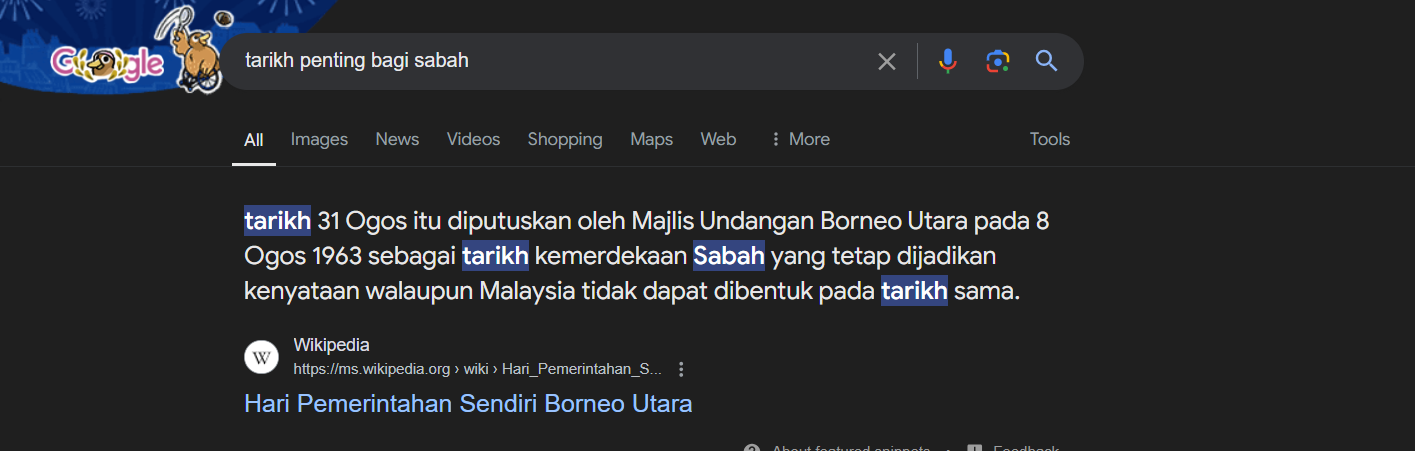 Google
tarikh penting bagi sabah
All Images News Videos Shopping Maps Web More Tools
tarikh 31 Ogos itu diputuskan oleh Majlis Undangan Borneo Utara pada 8
Ogos 1963 sebagai tarikh kemerdekaan Sabah yang tetap dijadikan
kenyataan walaupun Malaysia tidak dapat dibentuk pada tarikh sama.
W
Wikipedia
https://ms.wikipedia.org › wiki › Hari_Pemerintahan_S...
Hari Pemerintahan Sendiri Borneo Utara
About featured snippets • Feedback